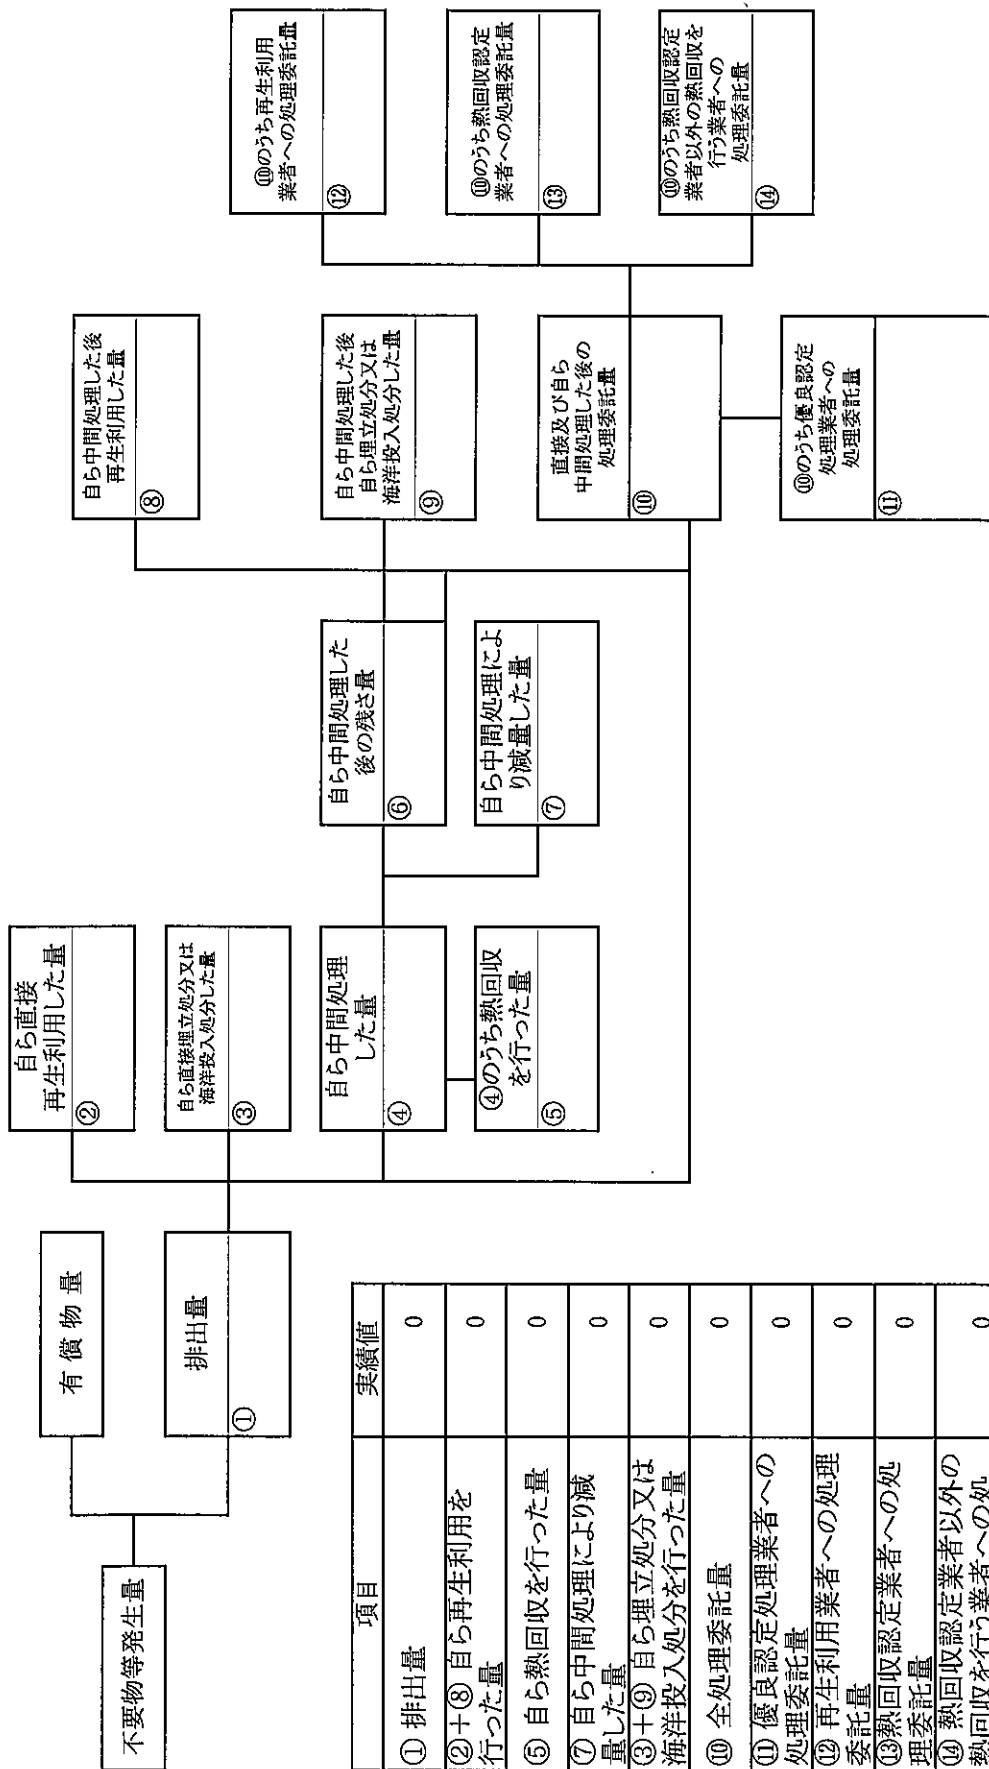 不要物等発生量
有償物量
排出量
①
自ら直接
再生利用した量
②
自ら直接埋立処分又は
海洋投入処分した量
③
自ら中間処理
した量
④
④のうち熱回収
を行った量
⑤
自ら中間処理した
後の残さ量
⑥
自ら中間処理によ
り減量した量
⑦
自ら中間処理した後
再生利用した量
⑧
自ら中間処理した後
自ら埋立処分又は
海洋投入処分した量
⑨
直接及び自ら
中間処理した後の
処理委託量
⑩
⑩のうち優良認定
処理業者への
処理委託量
⑪
⑩のうち再生利用
業者への処理委託量
⑫
⑩のうち熱回収認定
業者への処理委託量
⑬
⑩のうち熱回収認定
業者以外の熱回収を
行う業者への
処理委託量
⑭
項目 実績値
① 排出量 0
②+⑧ 自ら再生利用を
行った量 0
⑤ 自ら熱回収を行った量 0
⑦ 自ら中間処理により減
量した量 0
③+⑨ 自ら埋立処分又は
海洋投入処分を行った量 0
⑩ 全処理委託量 0
⑪ 優良認定処理業者への
処理委託量 0
⑫ 再生利用業者への処理
委託量 0
⑬熱回収認定業者への処
理委託量 0
⑭ 熱回収認定業者以外の
熱回収を行う業者への処 0